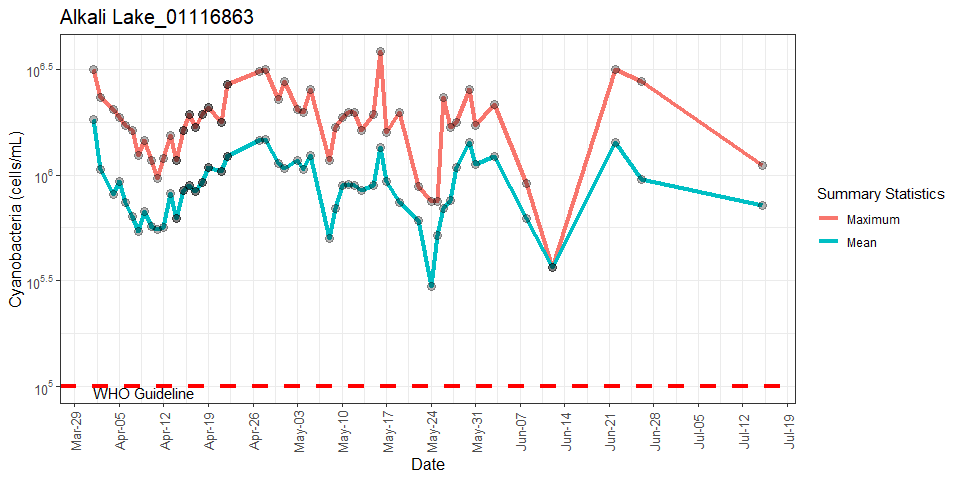 Alkali Lake_01116863
Cyanobacteria (cells/mL)
10^6.5
10^6
10^5.5
10^5
WHO Guideline
Mar-29
Apr-05
Apr-12
Apr-19
Apr-26
May-03
May-10
May-17
May-24
May-31
Jun-07
Jun-14
Jun-21
Jun-28
Jul-05
Jul-12
Jul-19
Date
Summary Statistics
Maximum
Mean